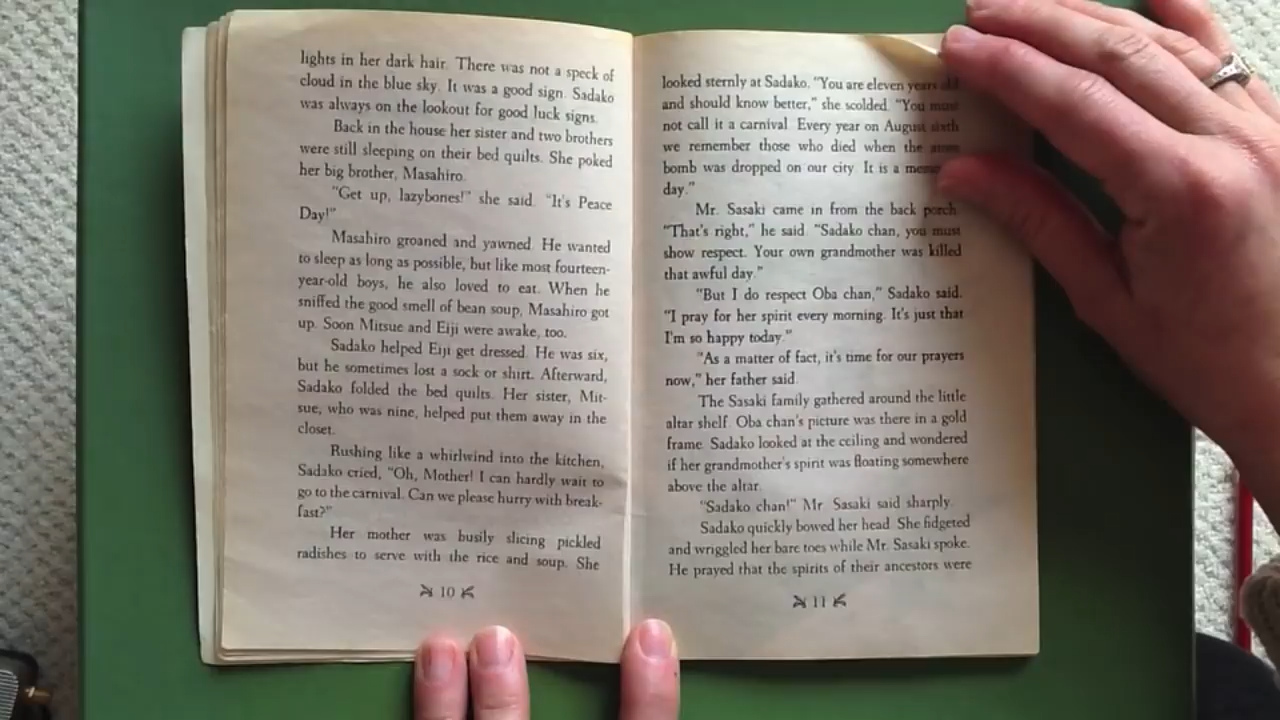 lights in her dark hair. There was not a speck of
cloud in the blue sky. It was a good sign. Sadako
was always on the lookout for good luck signs.
Back in the house her sister and two brothers
were still sleeping on their bed quilts. She poked
her big brother, Masahiro.
"Get up, lazybones!" she said. "It's Peace
Day!"
Masahiro groaned and yawned. He wanted
to sleep as long as possible, but like most fourteen-
year-old boys, he also loved to eat. When he
sniffed the good smell of bean soup, Masahiro got
up. Soon Mitsue and Eiji were awake, too.
Sadako helped Eiji get dressed. He was six,
but he sometimes lost a sock or shirt. Afterward,
Sadako folded the bed quilts. Her sister, Mit-
sue, who was nine, helped put them away in the
closet.
Rushing like a whirlwind into the kitchen,
Sadako cried, "Oh, Mother! I can hardly wait to
go to the carnival. Can we please hurry with break-
fast?"
Her mother was busily slicing pickled
radishes to serve with the rice and soup. She
10
looked sternly at Sadako. "You are eleven years old
and should know better," she scolded. "You must
not call it a carnival. Every year on August sixth
we remember those who died when the atom
bomb was dropped on our city. It is a
day."
Mr. Sasaki came in from the back porch.
"That's right," he said. "Sadako chan, you must
show respect. Your own grandmother was killed
that awful day."
"But I do respect Oba chan," Sadako said.
"I pray for her spirit every morning. It's just that
I'm so happy today."
"As a matter of fact, it's time for our prayers
now," her father said.
The Sasaki family gathered around the little
altar shelf. Oba chan's picture was there in a gold
frame. Sadako looked at the ceiling and wondered
if her grandmother's spirit was floating somewhere
above the altar.
"Sadako chan!" Mr. Sasaki said sharply.
Sadako quickly bowed her head. She fidgeted
and wriggled her bare toes while Mr. Sasaki spoke.
He prayed that the spirits of their ancestors were
11